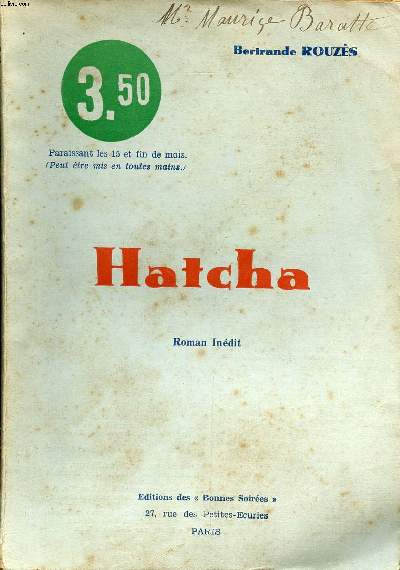 Mr Maurice Baratte
Bertrande ROUZÈS
3.50
Paraissant les 15 et fin de mois.
(Peut être mis en toutes mains.)
Hatcha
Roman Inédit
Editions des « Bonnes Soirées »
27, rue des Petites-Ecuries
PARIS